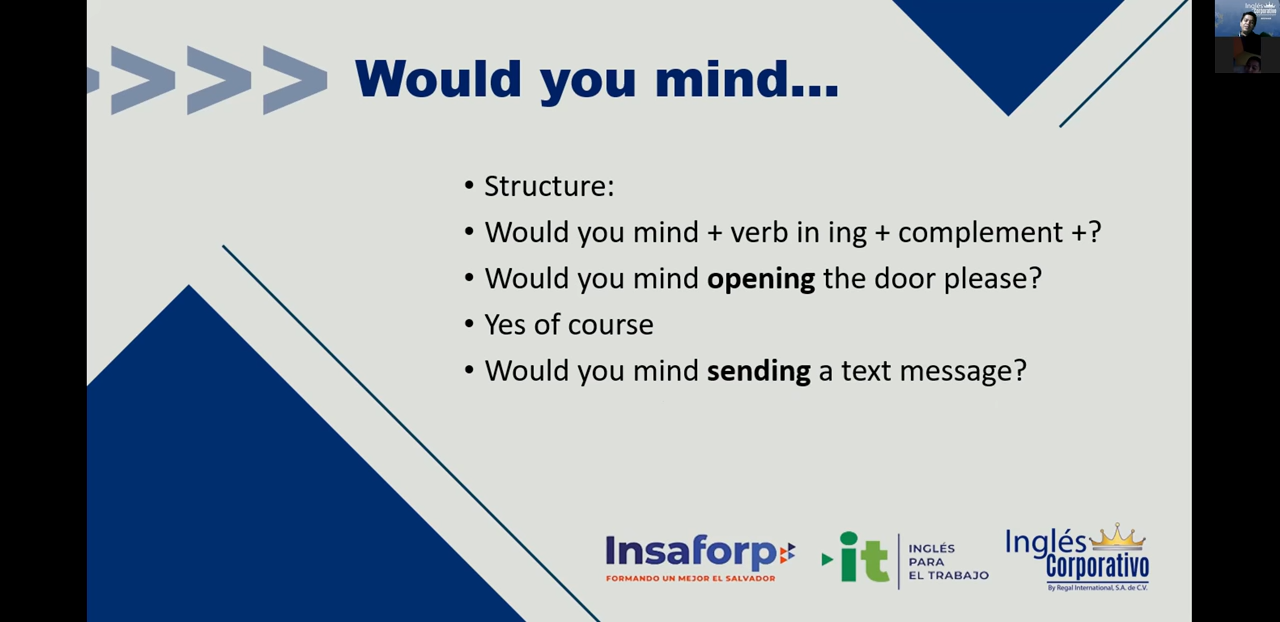 Would you mind...
• Structure:
• Would you mind + verb in ing + complement +?
• Would you mind opening the door please?
• Yes of course
• Would you mind sending a text message?
Insaforp
FORMANDO UN MEJOR EL SALVADOR
it
INGLÉS
PARA
EL TRABAJO
Inglés
Corporativo
By Regal International, S.A. de C.V.
Inglés
Corporativo